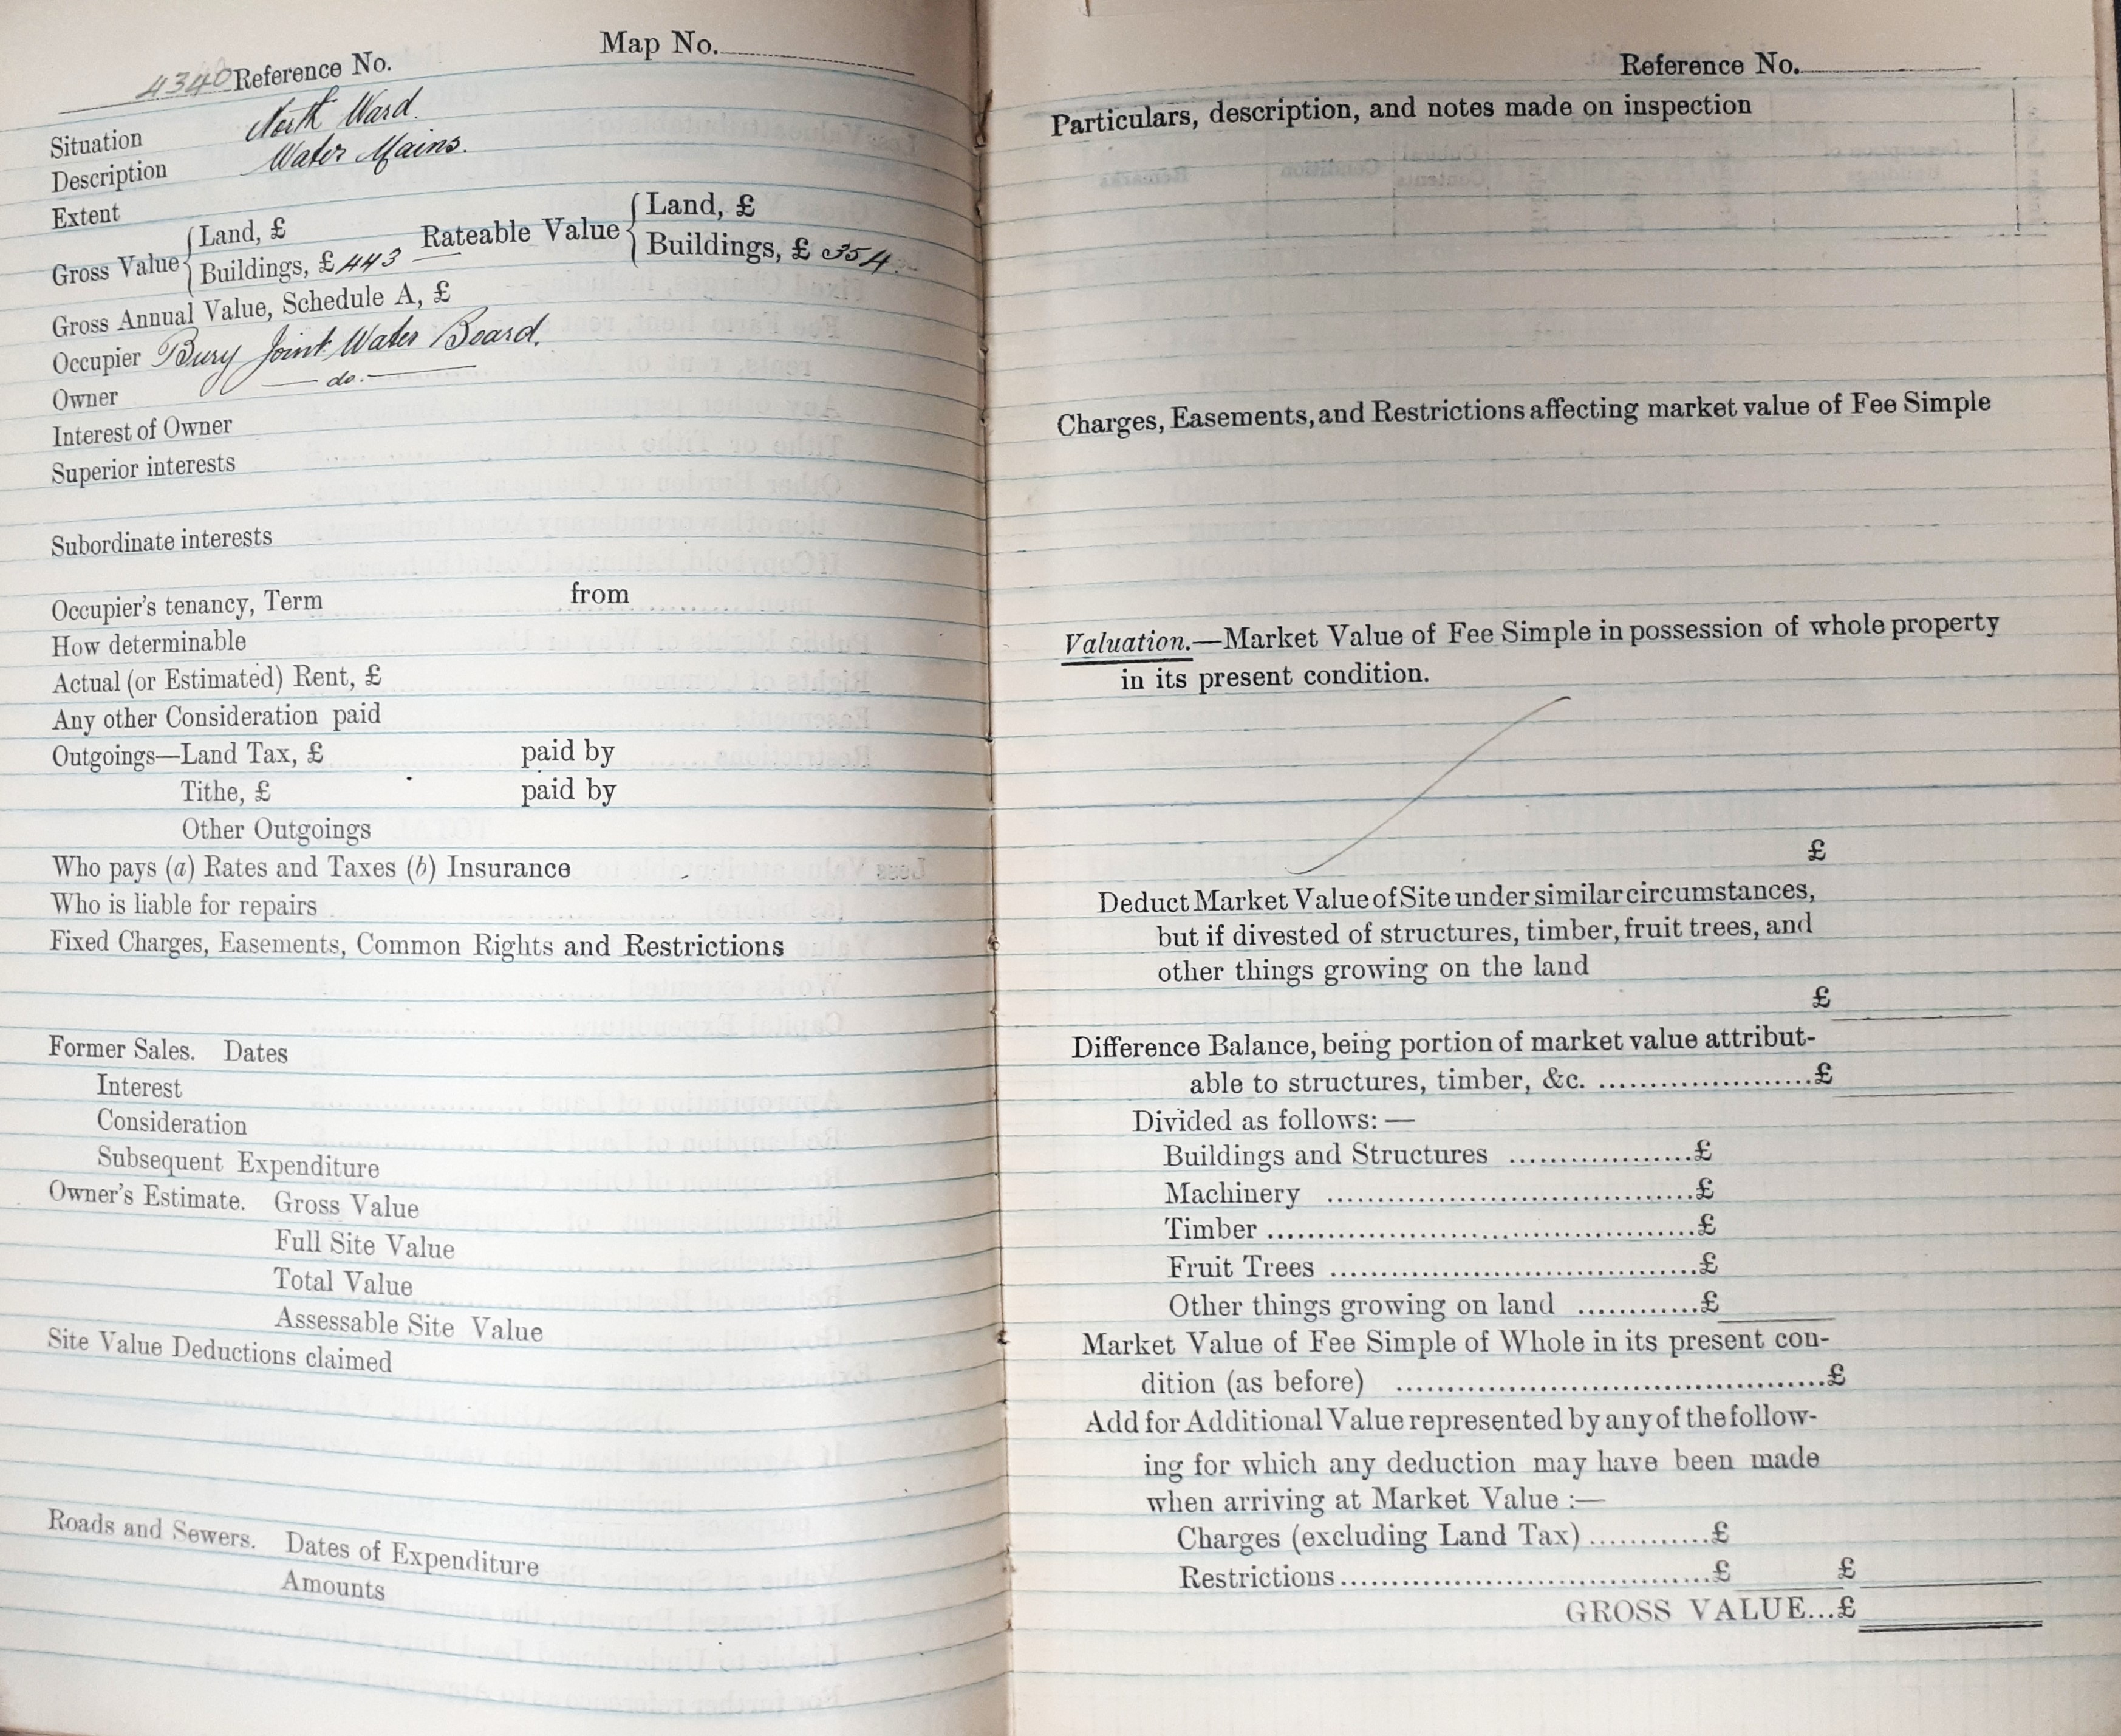 Map No.
4340 Reference No.
Situation North Ward.
Description Water Mains.
Extent
Gross Value { Land, £
Buildings, £ 443 Rateable Value { Land, £
Buildings, £ 354.
Gross Annual Value, Schedule A, £
Occupier Bury Joint Water Board.
Owner — do. —
Interest of Owner
Superior interests
Subordinate interests
Occupier's tenancy, Term from
How determinable
Actual (or Estimated) Rent, £
Any other Consideration paid
Outgoings—Land Tax, £ paid by
Tithe, £ paid by
Other Outgoings
Who pays (a) Rates and Taxes (b) Insurance
Who is liable for repairs
Fixed Charges, Easements, Common Rights and Restrictions
Former Sales. Dates
Interest
Consideration
Subsequent Expenditure
Owner's Estimate. Gross Value
Full Site Value
Total Value
Assessable Site Value
Site Value Deductions claimed
Roads and Sewers. Dates of Expenditure
Amounts
Reference No.
Particulars, description, and notes made on inspection
Charges, Easements, and Restrictions affecting market value of Fee Simple
Valuation.—Market Value of Fee Simple in possession of whole property
in its present condition.
£
Deduct Market Value of Site under similar circumstances,
but if divested of structures, timber, fruit trees, and
other things growing on the land
£
Difference Balance, being portion of market value attribut-
able to structures, timber, &c. ......................£
Divided as follows:—
Buildings and Structures ...................£
Machinery ......................................£
Timber ............................................£
Fruit Trees ......................................£
Other things growing on land ............£
Market Value of Fee Simple of Whole in its present con-
dition (as before) .............................................£
Add for Additional Value represented by any of the follow-
ing for which any deduction may have been made
when arriving at Market Value :—
Charges (excluding Land Tax) ............£
Restrictions.......................................£ £
GROSS VALUE...£